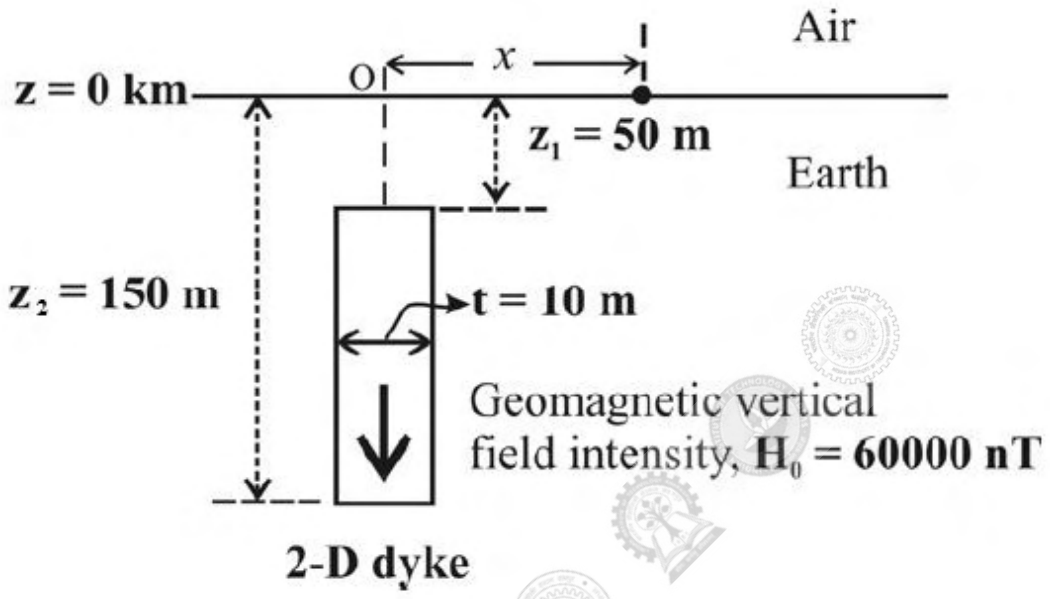 Air
O x
z = 0 km
z₁ = 50 m
Earth
z₂ = 150 m
t = 10 m
Geomagnetic vertical
field intensity, H₀ = 60000 nT
2-D dyke